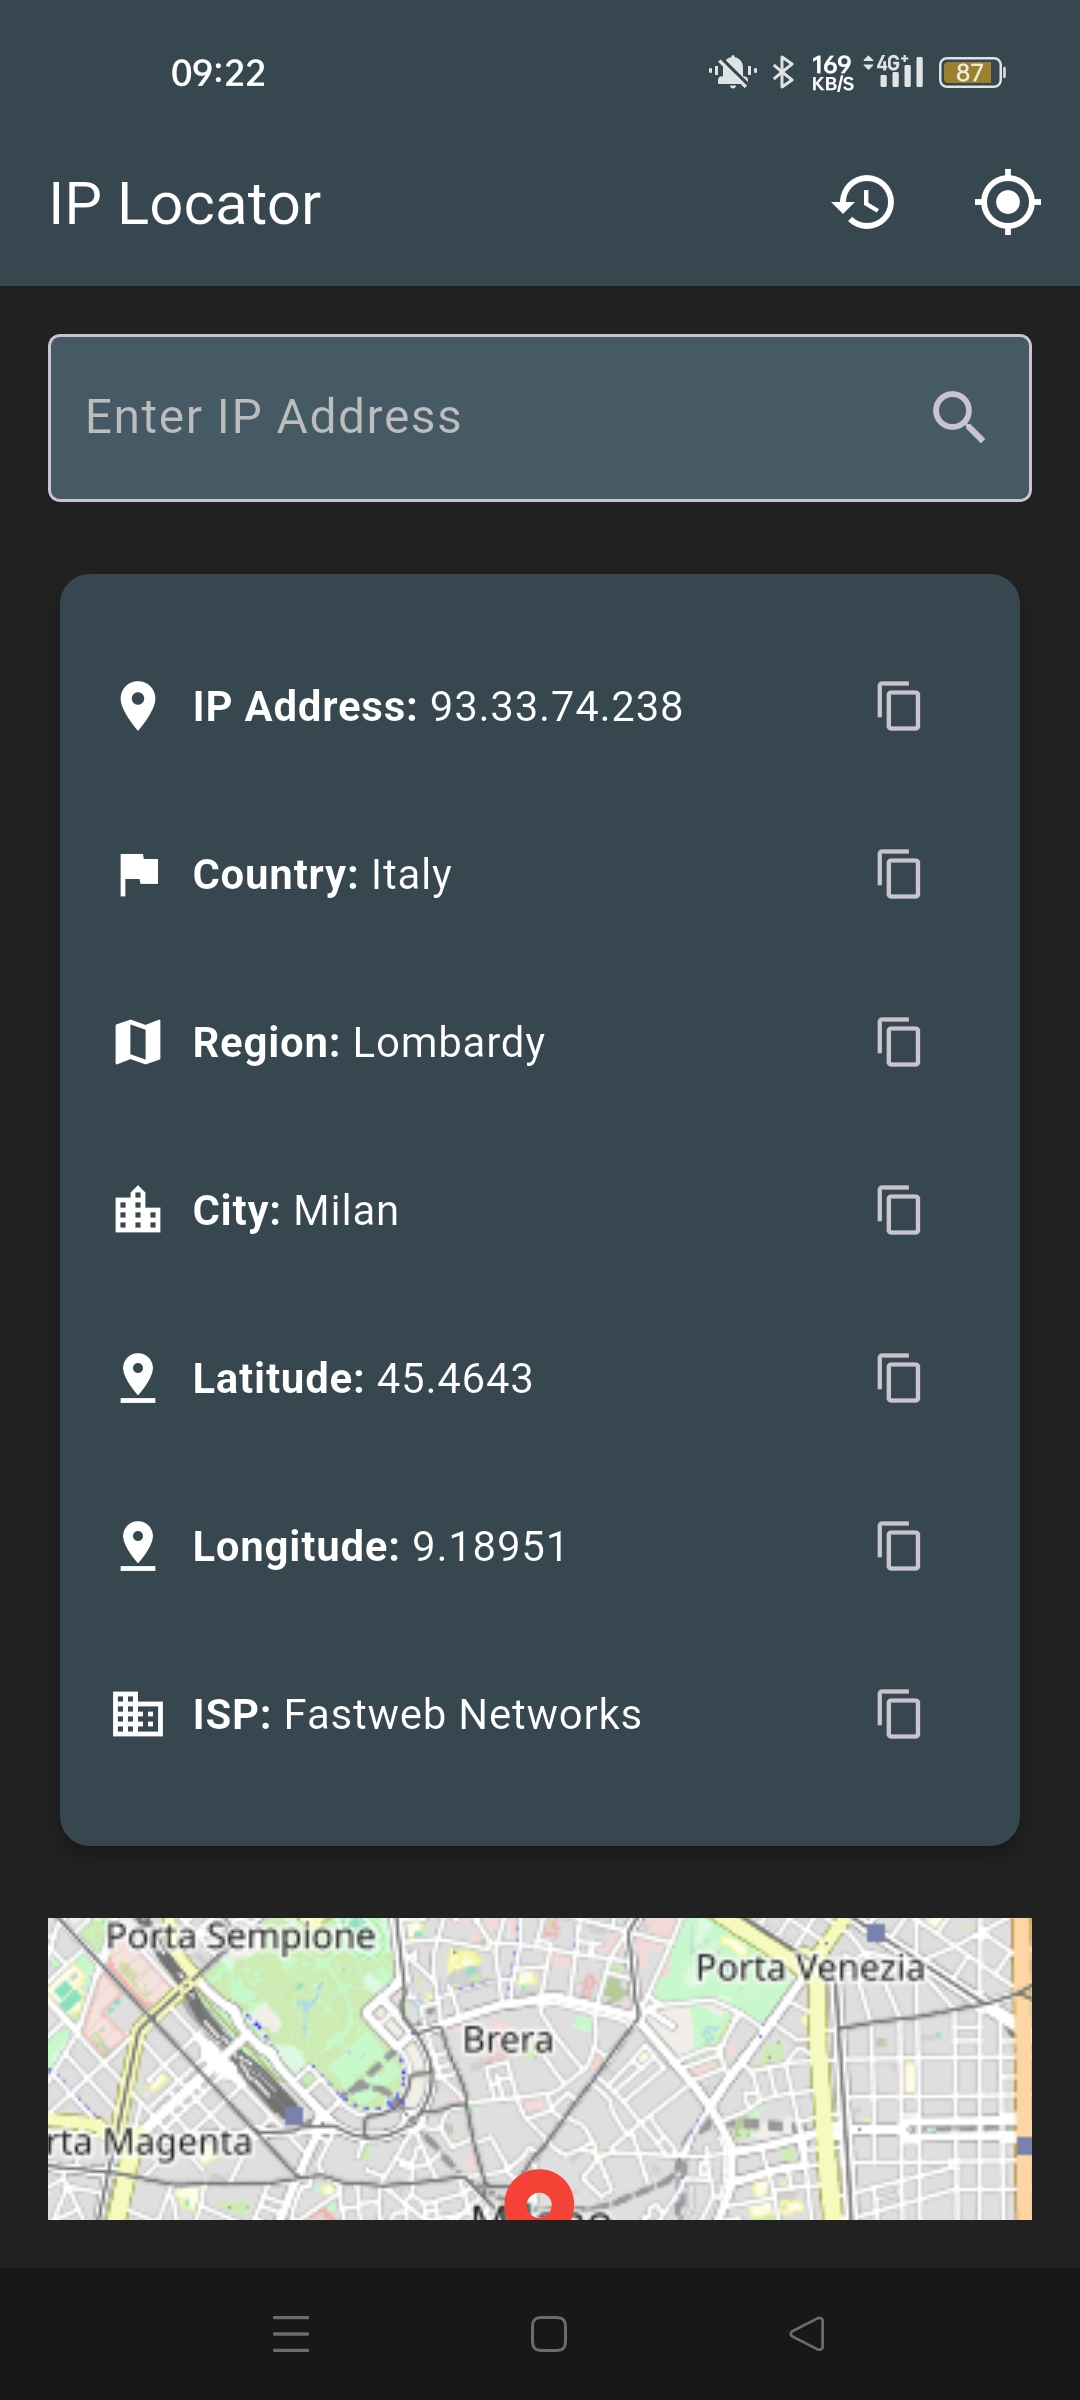 09:22
169
KB/S
4G+
87
IP Locator
Enter IP Address
IP Address: 93.33.74.238
Country: Italy
Region: Lombardy
City: Milan
Latitude: 45.4643
Longitude: 9.18951
ISP: Fastweb Networks
Porta Sempione
Porta Venezia
Brera
rta Magenta